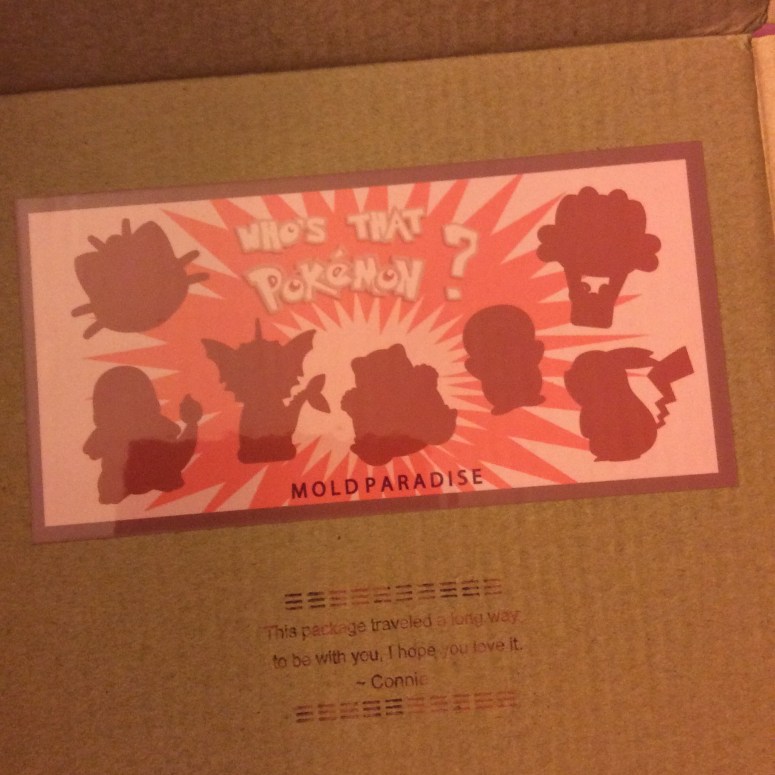 WHO'S THAT
POKéMON?
MOLDPARADISE
"This package traveled a long way
to be with you, I hope you love it.
~ Connie